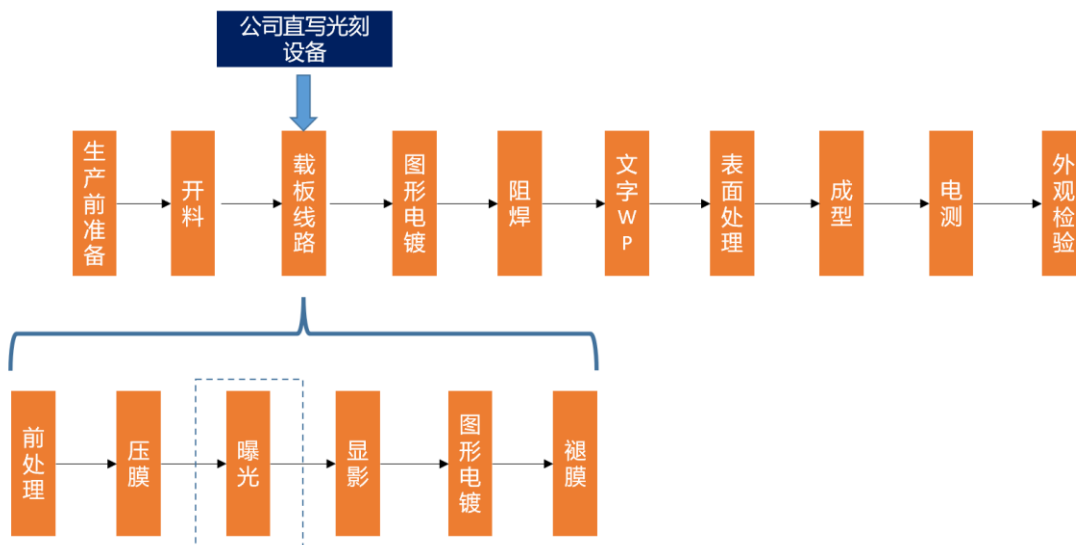 公司直写光刻
设备
生产前准备
开料
载板线路
图形电镀
阻焊
文字WP
表面处理
成型
电测
外观检验
前处理
压膜
曝光
显影
图形电镀
褪膜